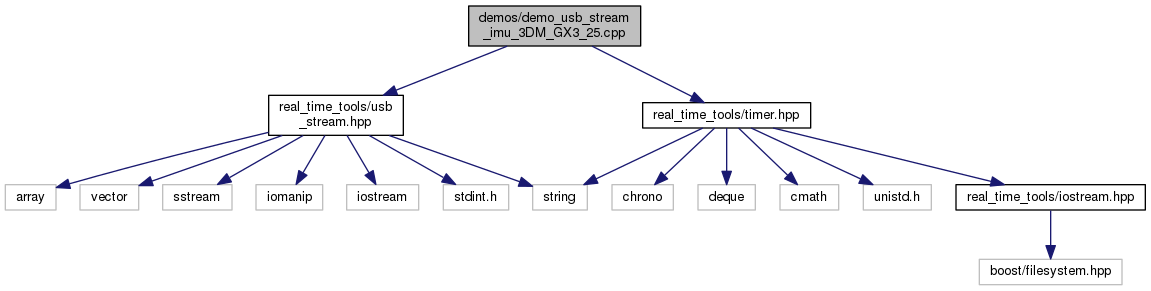 demos/demo_usb_stream
_imu_3DM_GX3_25.cpp
real_time_tools/usb
_stream.hpp
real_time_tools/timer.hpp
array
vector
sstream
iomanip
iostream
stdint.h
string
chrono
deque
cmath
unistd.h
real_time_tools/iostream.hpp
boost/filesystem.hpp